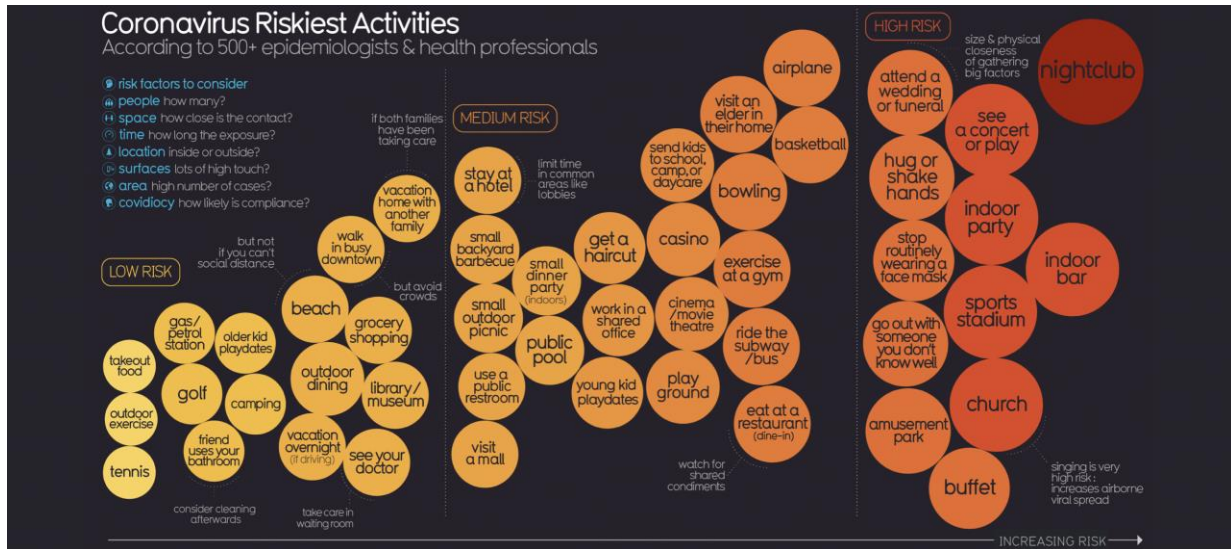 Coronavirus Riskiest Activities
According to 500+ epidemiologists & health professionals
risk factors to consider
people how many?
space how close is the contact?
time how long the exposure?
location inside or outside?
surfaces lots of high touch?
area high number of cases?
covidiocy how likely is compliance?
LOW RISK
takeout
food
outdoor
exercise
tennis
gas/
petrol
station
golf
friend
uses your
bathroom
consider cleaning
afterwards
older kid
playdates
camping
but not
if you can't
social distance
beach
outdoor
dining
vacation
overnight
(if driving)
walk
in busy
downtown
but avoid
crowds
grocery
shopping
library/
museum
see your
doctor
take care in
waiting room
if both families
have been
taking care
vacation
home with
another
family
MEDIUM RISK
stay at
a hotel
limit time
in common
areas like
lobbies
small
backyard
barbecue
small
outdoor
picnic
use a
public
restroom
visit
a mall
small
dinner
party
(indoors)
public
pool
get a
haircut
work in a
shared
office
young kid
playdates
send kids
to school,
camp, or
daycare
casino
cinema
/movie
theatre
play
ground
visit an
elder in
their home
bowling
exercise
at a gym
ride the
subway
/bus
eat at a
restaurant
(dine-in)
watch for
shared
condiments
airplane
basketball
HIGH RISK
size & physical
closeness
of gathering
big factors
attend a
wedding
or funeral
hug or
shake
hands
stop
routinely
wearing a
face mask
go out with
someone
you don't
know well
amusement
park
buffet
see
a concert
or play
indoor
party
sports
stadium
church
singing is very
high risk :
increases airborne
viral spread
nightclub
indoor
bar
INCREASING RISK